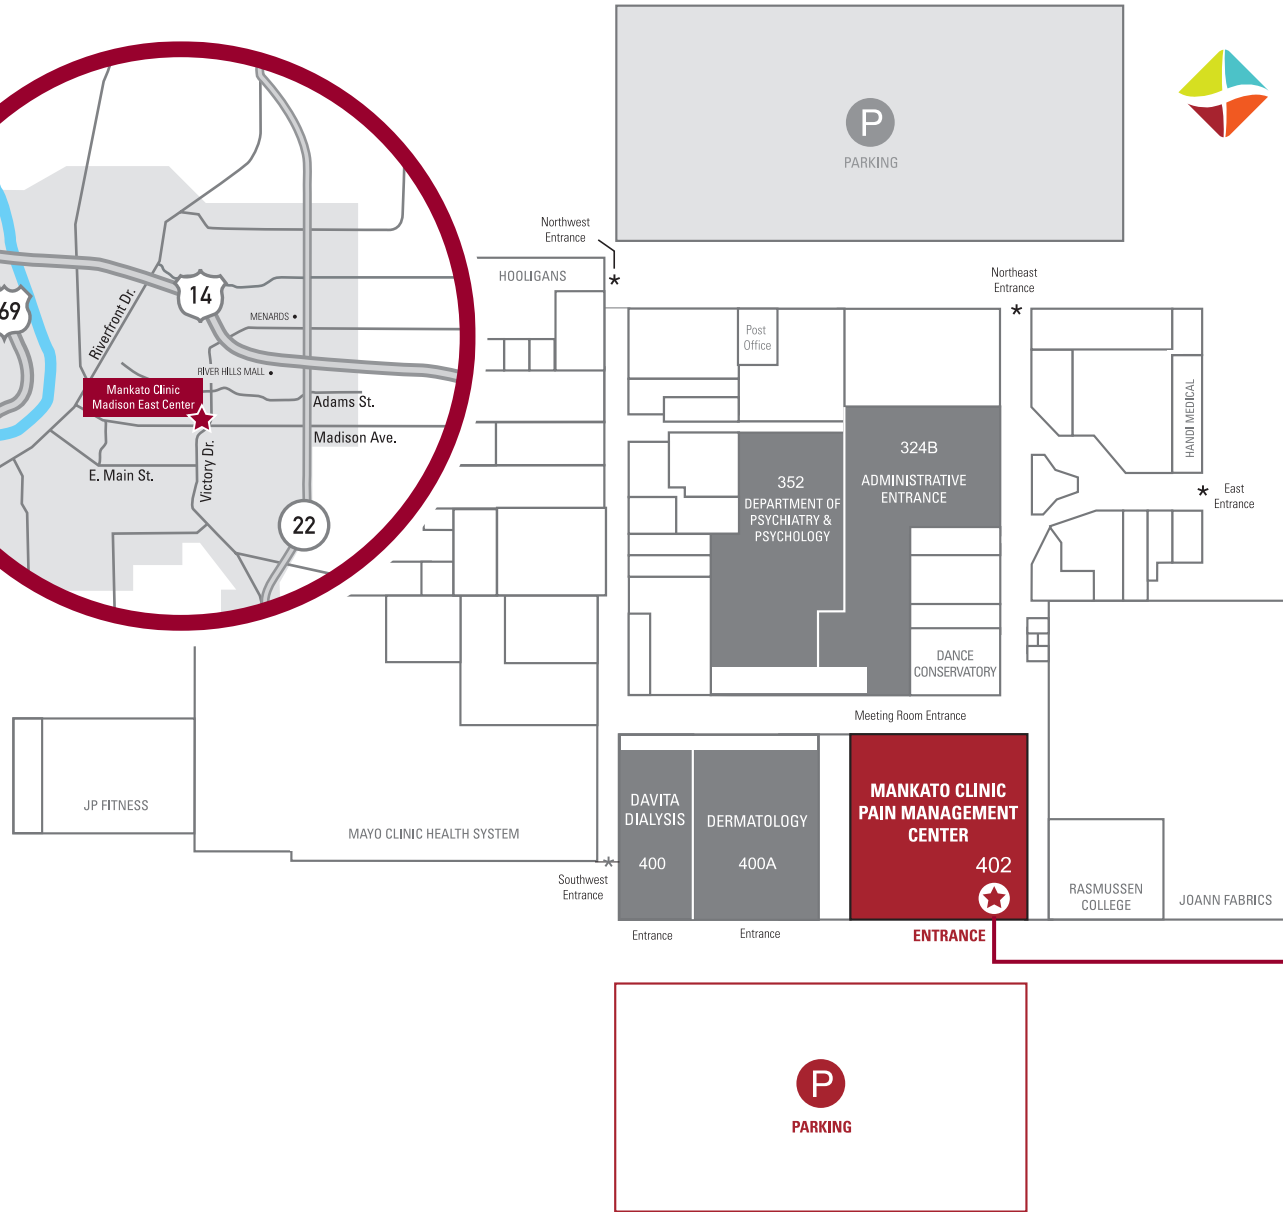 P
PARKING
Northwest
Entrance
HOOLIGANS
Northeast
Entrance
14
69
Riverfront Dr.
MENARDS
RIVER HILLS MALL
Mankato Clinic
Madison East Center
Adams St.
Madison Ave.
E. Main St.
Victory Dr.
22
Post
Office
HANDI MEDICAL
324B
ADMINISTRATIVE
ENTRANCE
352
DEPARTMENT OF
PSYCHIATRY &
PSYCHOLOGY
East
Entrance
DANCE
CONSERVATORY
Meeting Room Entrance
JP FITNESS
MAYO CLINIC HEALTH SYSTEM
DAVITA
DIALYSIS
400
DERMATOLOGY
400A
MANKATO CLINIC
PAIN MANAGEMENT
CENTER
402
Southwest
Entrance
RASMUSSEN
COLLEGE
JOANN FABRICS
Entrance
Entrance
ENTRANCE
P
PARKING